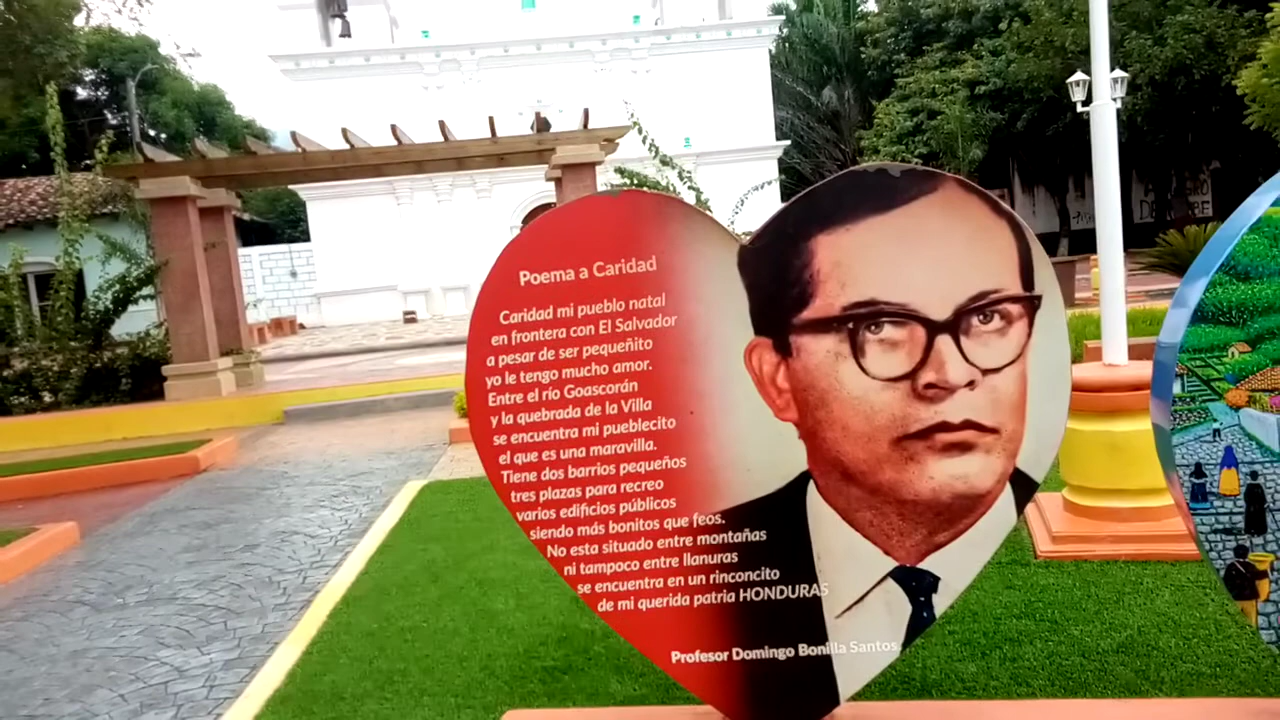 Poema a Caridad
Caridad mi pueblo natal
en frontera con El Salvador
a pesar de ser pequeñito
yo le tengo mucho amor.
Entre el río Goascorán
y la quebrada de la Villa
se encuentra mi pueblecito
el que es una maravilla.
Tiene dos barrios pequeños
tres plazas para recreo
varios edificios públicos
siendo más bonitos que feos.
No esta situado entre montañas
ni tampoco entre llanuras
se encuentra en un rinconcito
de mi querida patria HONDURAS
Profesor Domingo Bonilla Santos